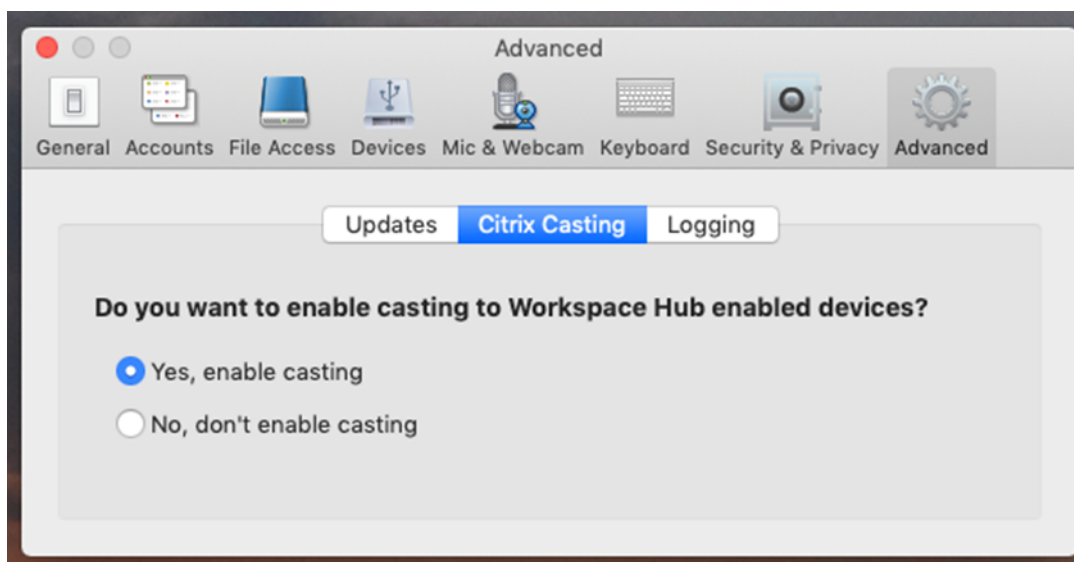 Advanced
General Accounts File Access Devices Mic & Webcam Keyboard Security & Privacy Advanced
Updates Citrix Casting Logging
Do you want to enable casting to Workspace Hub enabled devices?
Yes, enable casting
No, don't enable casting